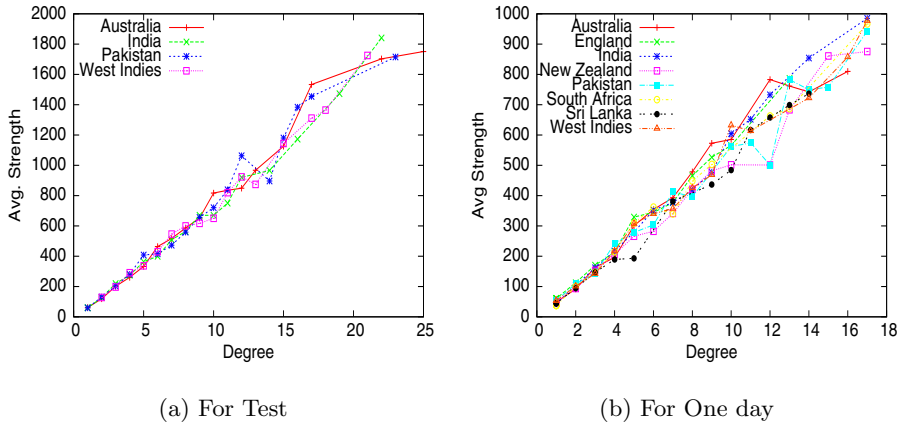 Australia
India
Pakistan
West Indies
Avg. Strength
2000
1800
1600
1400
1200
1000
800
600
400
200
0
0 5 10 15 20 25
Degree
(a) For Test
Australia
England
India
New Zealand
Pakistan
South Africa
Sri Lanka
West Indies
Avg Strength
1000
900
800
700
600
500
400
300
200
100
0
0 2 4 6 8 10 12 14 16 18
Degree
(b) For One day